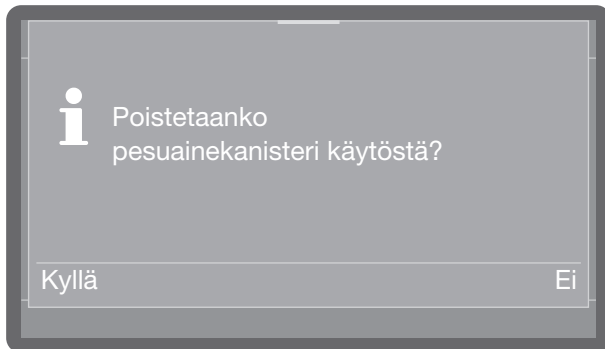 Poistetaanko
pesuainekanisteri käytöstä?
Kyllä
Ei